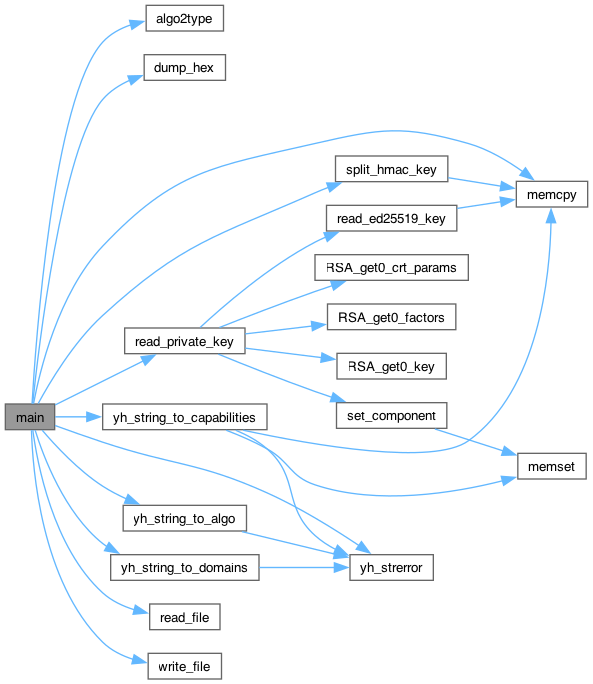 algo2type
dump_hex
split_hmac_key
memcpy
read_ed25519_key
RSA_get0_crt_params
RSA_get0_factors
read_private_key
RSA_get0_key
main
yh_string_to_capabilities
set_component
memset
yh_string_to_algo
yh_string_to_domains
yh_strerror
read_file
write_file